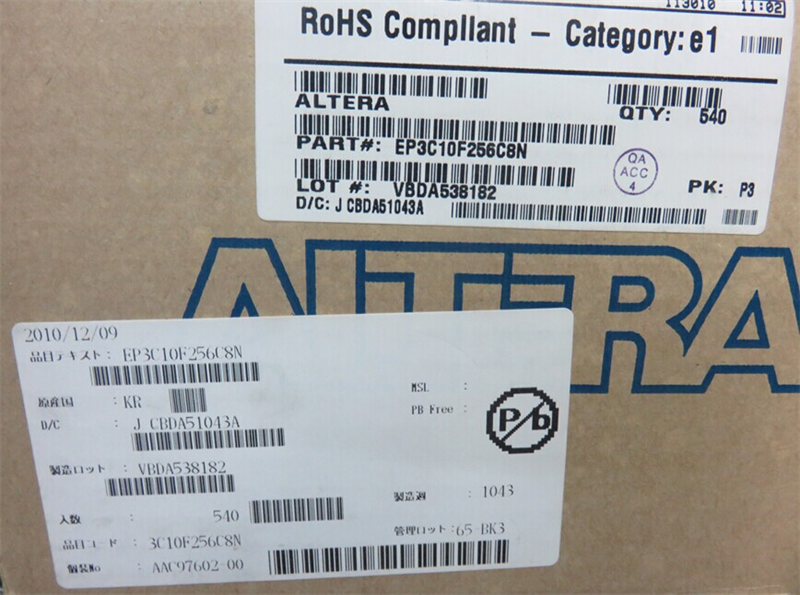 113010 11:02
RoHS Compliant - Category:e1
ALTERA
QTY: 540
PART#: EP3C10F256C8N
LOT #: VBDA538182
QA
ACC
4
PK: P3
D/C: J CBDA51043A
ALTERA
2010/12/09
品目テキスト: EP3C10F256C8N
原産国 : KR
MSL :
D/C : J CBDA51043A
PB Free :
Pb
製造ロット : VBDA538182
製造週 : 1043
入数 : 540
管理ロット:65-BK3
品目コード : 3C10F256C8N
個装No : AAC97602-00